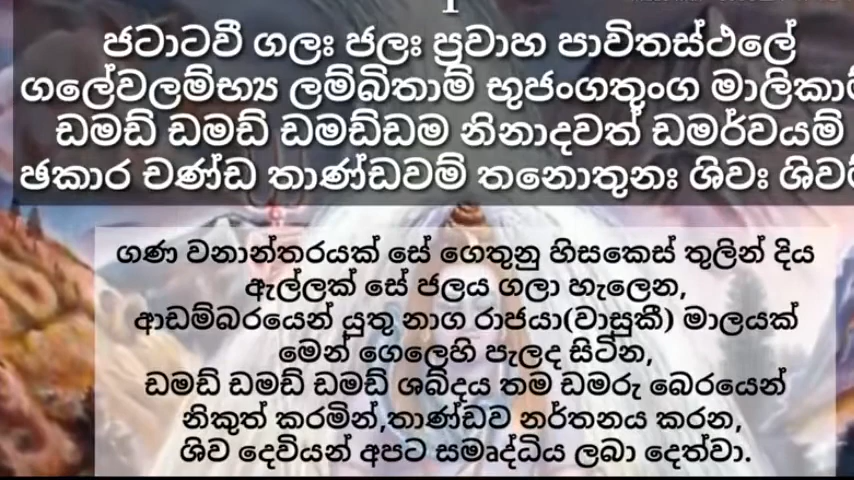 ජටාටවී ගලඃ ජලඃ ප්‍රවාහ පාවිතස්ථලේ
ගලේවලම්භ්‍ය ලම්බිතාම් භුජංගතුංග
ඩමඩ් ඩමඩ් ඩමඩ්ඩම නිනාදවත් ඩමර්වයම්
ඡකාර චණ්ඩ තාණ්ඩවම් තනොතුනඃ ශිවඃ
ගණ වනාන්තරයක් සේ ගෙතුනු හිසකෙස් තුලින් දිය
ඇල්ලක් සේ ජලය ගලා හැලෙන,
ආඩම්බරයෙන් යුතු නාග රාජයා(වාසුකී) මාලයක්
මෙන් ගෙලෙහි පැලඳ සිටින,
ඩමඩ් ඩමඩ් ඩමඩ් ශබ්දය තම ඩමරු බෙරයෙන්
නිකුත් කරමින්,තාණ්ඩව නර්තනය කරන,
ශිව දෙවියන් අපට සමෘද්ධිය ලබා දෙත්වා.